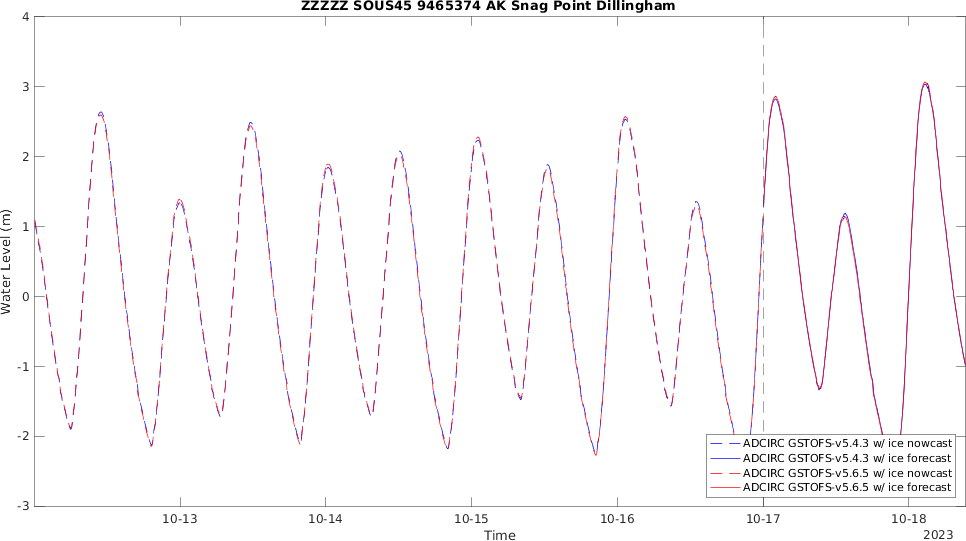 ZZZZZ SOUS45 9465374 AK Snag Point Dillingham
4
3
2
1
0
-1
-2
-3
Water Level (m)
ADCIRC GSTOFS-v5.4.3 w/ ice nowcast
ADCIRC GSTOFS-v5.4.3 w/ ice forecast
ADCIRC GSTOFS-v5.6.5 w/ ice nowcast
ADCIRC GSTOFS-v5.6.5 w/ ice forecast
10-13 10-14 10-15 10-16 10-17 10-18
Time 2023